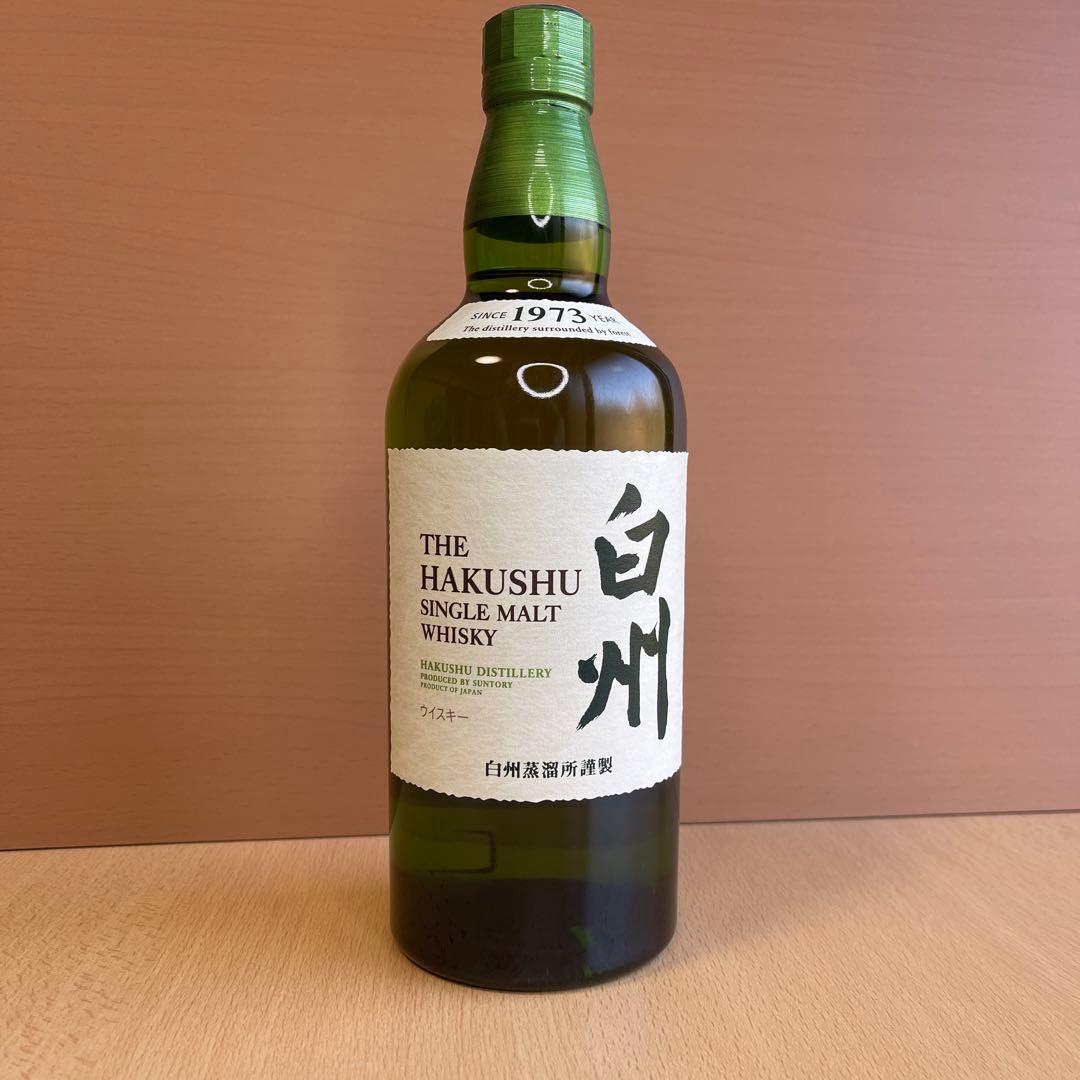 SINCE 1973 YEAR
The distillery surrounded by forest
THE
HAKUSHU
SINGLE MALT
WHISKY
HAKUSHU DISTILLERY
PRODUCED BY SUNTORY
PRODUCT OF JAPAN
ウイスキー
白州
白州蒸溜所謹製